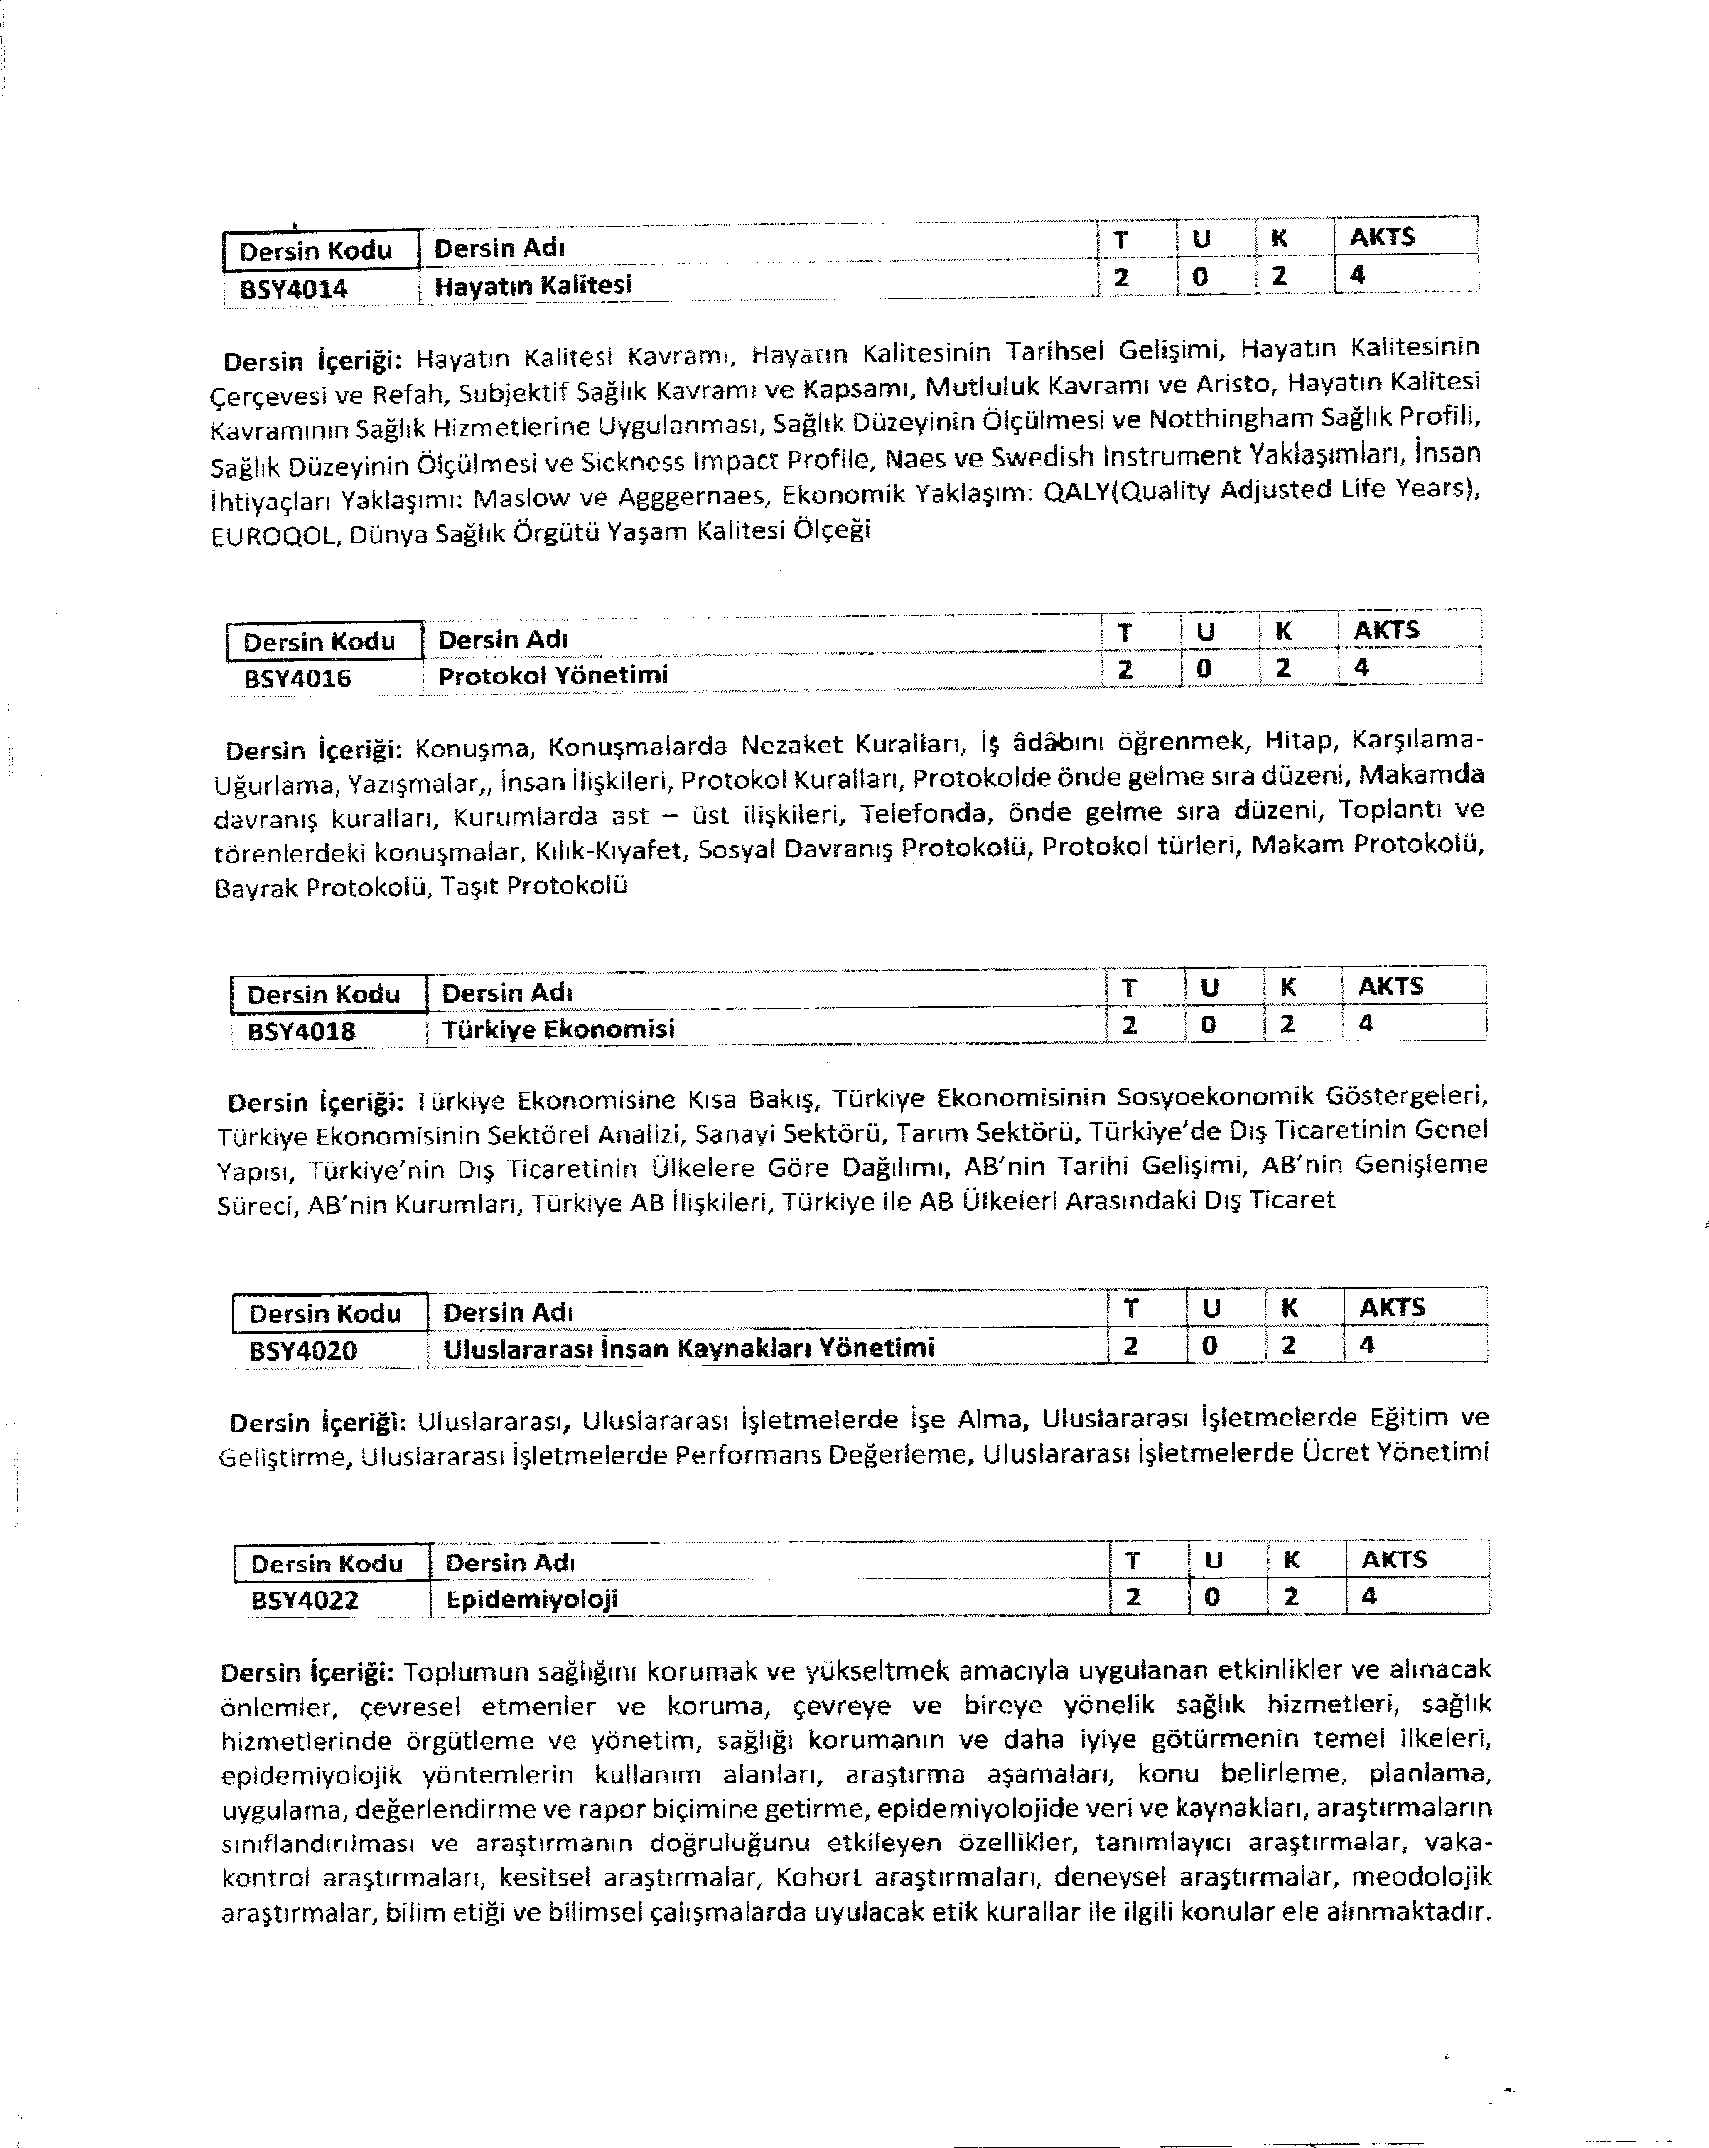 Dersin Kodu Dersin Adı T U K AKTS
BSY4014 Hayatın Kalitesi 2 0 2 4
Dersin İçeriği: Hayatın Kalitesi Kavramı, Hayatın Kalitesinin Tarihsel Gelişimi, Hayatın Kalitesinin
Çerçevesi ve Refah, Subjektif Sağlık Kavramı ve Kapsamı, Mutluluk Kavramı ve Aristo, Hayatın Kalitesi
Kavramının Sağlık Hizmetlerine Uygulanması, Sağlık Düzeyinin Ölçülmesi ve Notthingham Sağlık Profili,
Sağlık Düzeyinin Ölçülmesi ve Sickness Impact Profile, Naes ve Swedish Instrument Yaklaşımları, İnsan
İhtiyaçları Yaklaşımı: Maslow ve Agggernaes, Ekonomik Yaklaşım: QALY(Quality Adjusted Life Years),
EUROQOL, Dünya Sağlık Örgütü Yaşam Kalitesi Ölçeği
Dersin Kodu Dersin Adı T U K AKTS
BSY4016 Protokol Yönetimi 2 0 2 4
Dersin İçeriği: Konuşma, Konuşmalarda Nezaket Kuralları, İş âdâbını öğrenmek, Hitap, Karşılama-
Uğurlama, Yazışmalar,, İnsan İlişkileri, Protokol Kuralları, Protokolde önde gelme sıra düzeni, Makamda
davranış kuralları, Kurumlarda ast – üst ilişkileri, Telefonda, önde gelme sıra düzeni, Toplantı ve
törenlerdeki konuşmalar, Kılık-Kıyafet, Sosyal Davranış Protokolü, Protokol türleri, Makam Protokolü,
Bayrak Protokolü, Taşıt Protokolü
Dersin Kodu Dersin Adı T U K AKTS
BSY4018 Türkiye Ekonomisi 2 0 2 4
Dersin İçeriği: Türkiye Ekonomisine Kısa Bakış, Türkiye Ekonomisinin Sosyoekonomik Göstergeleri,
Türkiye Ekonomisinin Sektörel Analizi, Sanayi Sektörü, Tarım Sektörü, Türkiye'de Dış Ticaretinin Genel
Yapısı, Türkiye'nin Dış Ticaretinin Ülkelere Göre Dağılımı, AB'nin Tarihi Gelişimi, AB'nin Genişleme
Süreci, AB'nin Kurumları, Türkiye AB İlişkileri, Türkiye ile AB Ülkeleri Arasındaki Dış Ticaret
Dersin Kodu Dersin Adı T U K AKTS
BSY4020 Uluslararası İnsan Kaynakları Yönetimi 2 0 2 4
Dersin İçeriği: Uluslararası, Uluslararası İşletmelerde İşe Alma, Uluslararası İşletmelerde Eğitim ve
Geliştirme, Uluslararası İşletmelerde Performans Değerleme, Uluslararası İşletmelerde Ücret Yönetimi
Dersin Kodu Dersin Adı T U K AKTS
BSY4022 Epidemiyoloji 2 0 2 4
Dersin İçeriği: Toplumun sağlığını korumak ve yükseltmek amacıyla uygulanan etkinlikler ve alınacak
önlemler, çevresel etmenler ve koruma, çevreye ve bireye yönelik sağlık hizmetleri, sağlık
hizmetlerinde örgütleme ve yönetim, sağlığı korumanın ve daha iyiye götürmenin temel ilkeleri,
epidemiyolojik yöntemlerin kullanım alanları, araştırma aşamaları, konu belirleme, planlama,
uygulama, değerlendirme ve rapor biçimine getirme, epidemiyolojide veri ve kaynakları, araştırmaların
sınıflandırılması ve araştırmanın doğruluğunu etkileyen özellikler, tanımlayıcı araştırmalar, vaka-
kontrol araştırmaları, kesitsel araştırmalar, Kohort araştırmaları, deneysel araştırmalar, meodolojik
araştırmalar, bilim etiği ve bilimsel çalışmalarda uyulacak etik kurallar ile ilgili konular ele alınmaktadır.